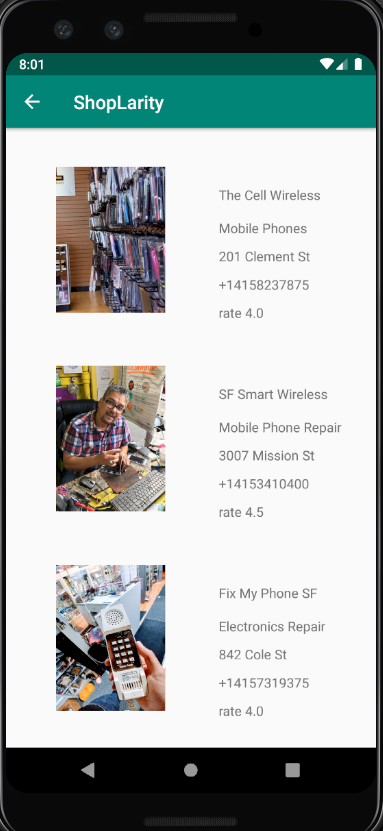 8:01
ShopLarity
The Cell Wireless
Mobile Phones
201 Clement St
+14158237875
rate 4.0
SF Smart Wireless
Mobile Phone Repair
3007 Mission St
+14153410400
rate 4.5
Fix My Phone SF
Electronics Repair
842 Cole St
+14157319375
rate 4.0